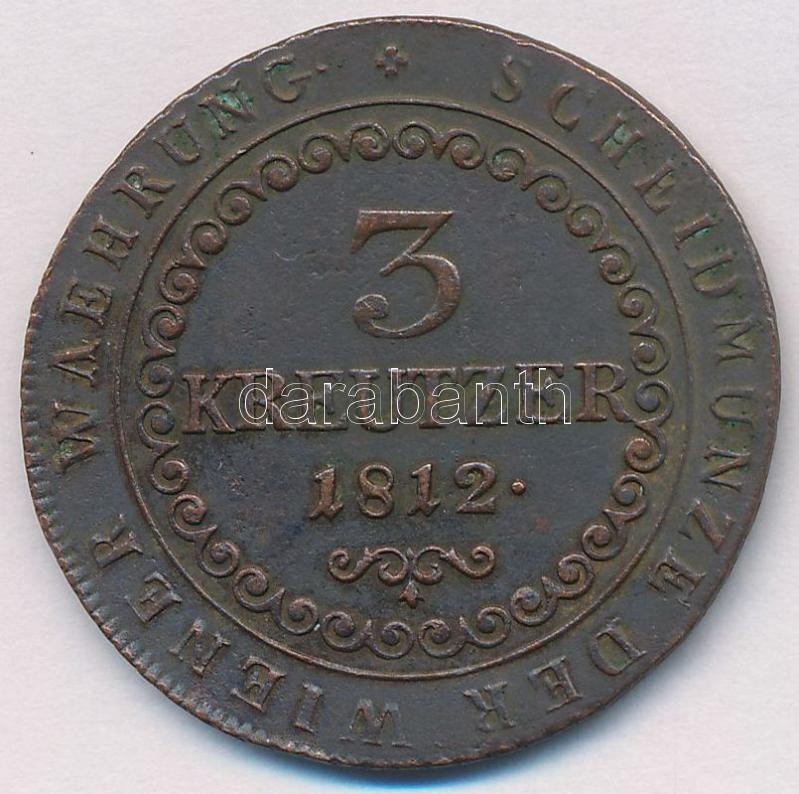 SCHEIDMUNZE DER WIENER WAEHRUNG·
3
KREUTZER
1812·
darabanth